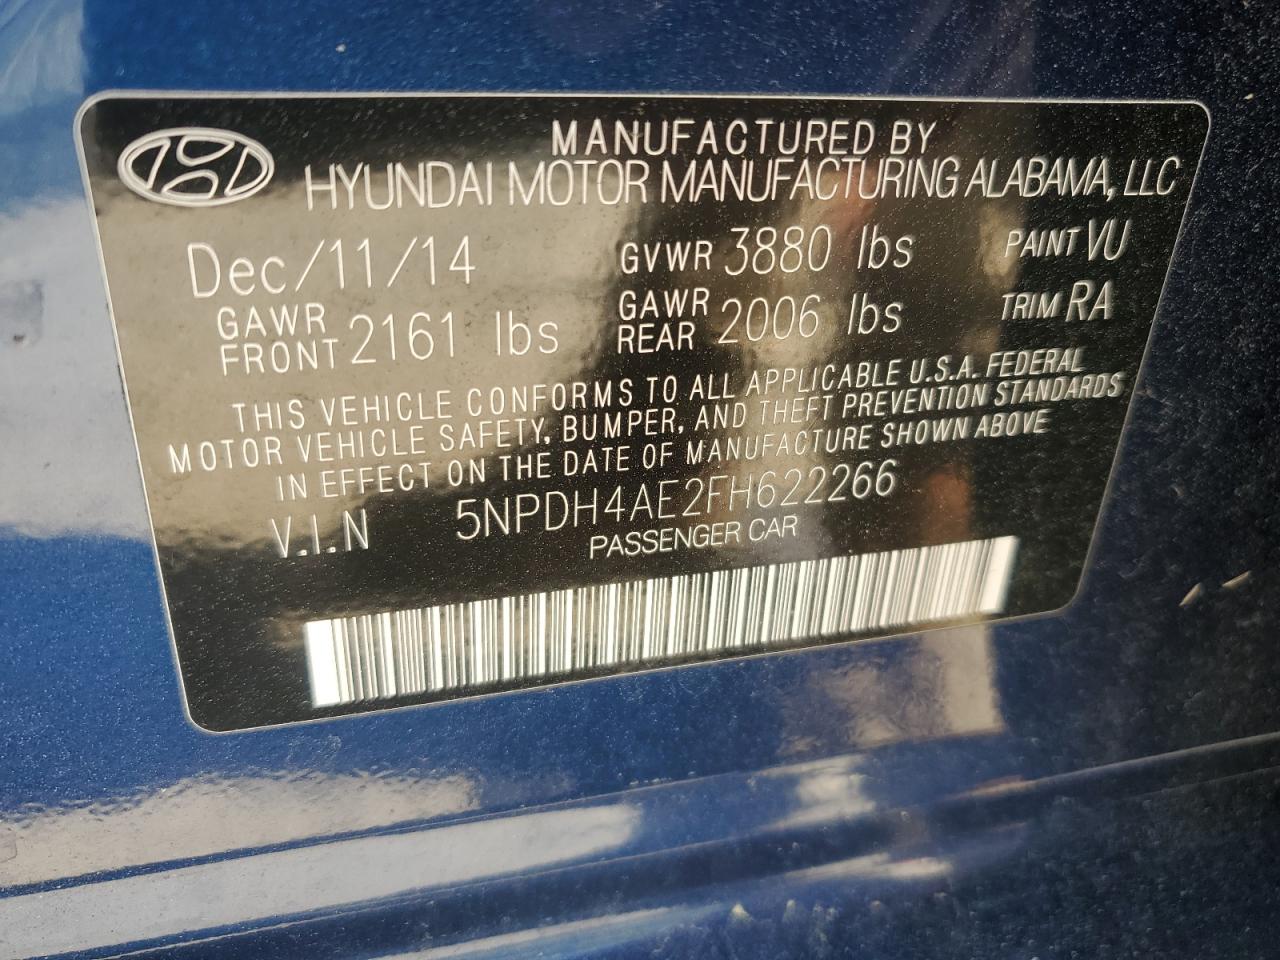 MANUFACTURED BY
HYUNDAI MOTOR MANUFACTURING ALABAMA, LLC
Dec/11/14 GVWR 3880 lbs PAINT VU
GAWR FRONT 2161 lbs GAWR REAR 2006 lbs TRIM RA
THIS VEHICLE CONFORMS TO ALL APPLICABLE U.S.A. FEDERAL
MOTOR VEHICLE SAFETY, BUMPER, AND THEFT PREVENTION STANDARDS
IN EFFECT ON THE DATE OF MANUFACTURE SHOWN ABOVE
V.I.N 5NPDH4AE2FH622266
PASSENGER CAR